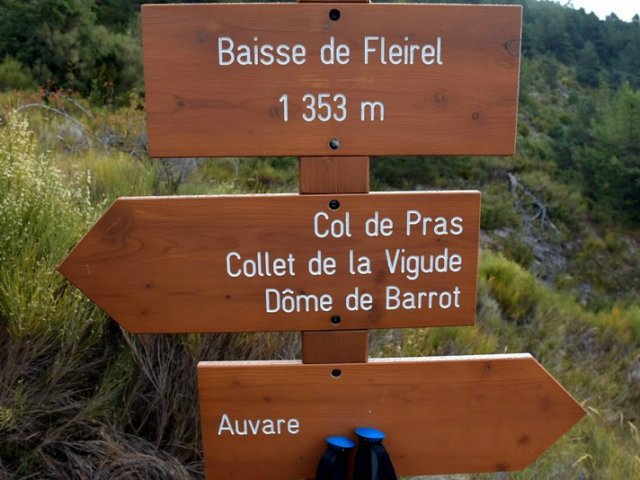 Baisse de Fleirel
1 353 m
Col de Pras
Collet de la Vigude
Dôme de Barrot
Auvare